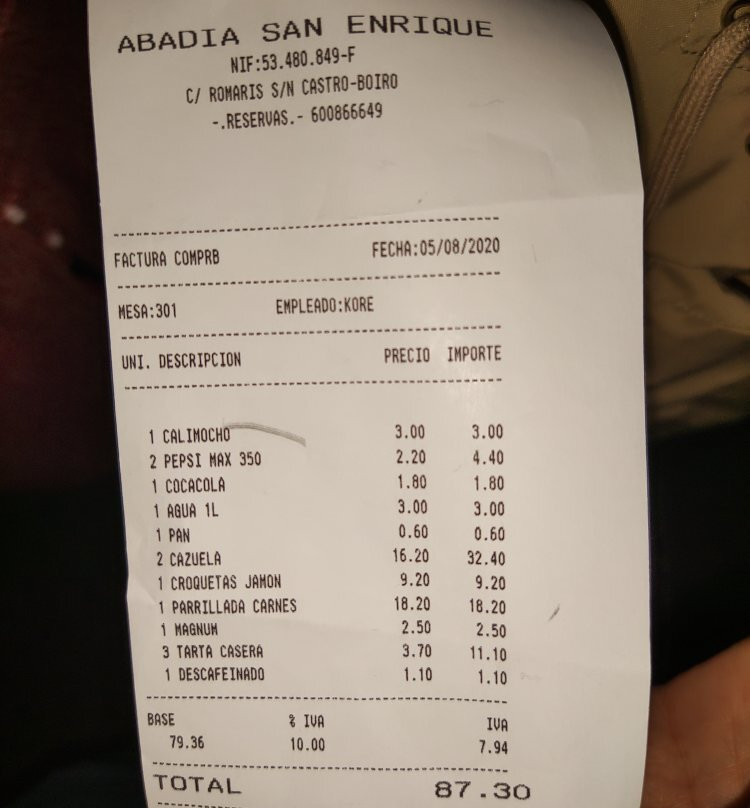 ABADIA SAN ENRIQUE
NIF:53.480.849-F
C/ ROMARIS S/N CASTRO-BOIRO
-.RESERVAS.- 600866649
FACTURA COMPRB FECHA:05/08/2020
MESA:301 EMPLEADO:KORE
UNI. DESCRIPCION PRECIO IMPORTE
1 CALIMOCHO 3.00 3.00
2 PEPSI MAX 350 2.20 4.40
1 COCACOLA 1.80 1.80
1 AGUA 1L 3.00 3.00
1 PAN 0.60 0.60
2 CAZUELA 16.20 32.40
1 CROQUETAS JAMON 9.20 9.20
1 PARRILLADA CARNES 18.20 18.20
1 MAGNUM 2.50 2.50
3 TARTA CASERA 3.70 11.10
1 DESCAFEINADO 1.10 1.10
BASE % IVA IVA
79.36 10.00 7.94
TOTAL 87.30